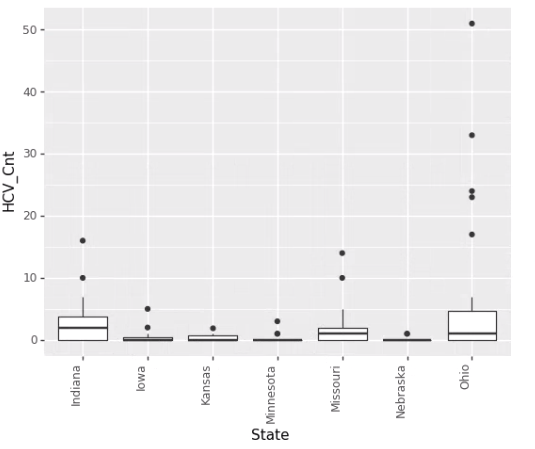 HCV_Cnt
50
40
30
20
10
0
Indiana
Iowa
Kansas
Minnesota
Missouri
Nebraska
Ohio
State